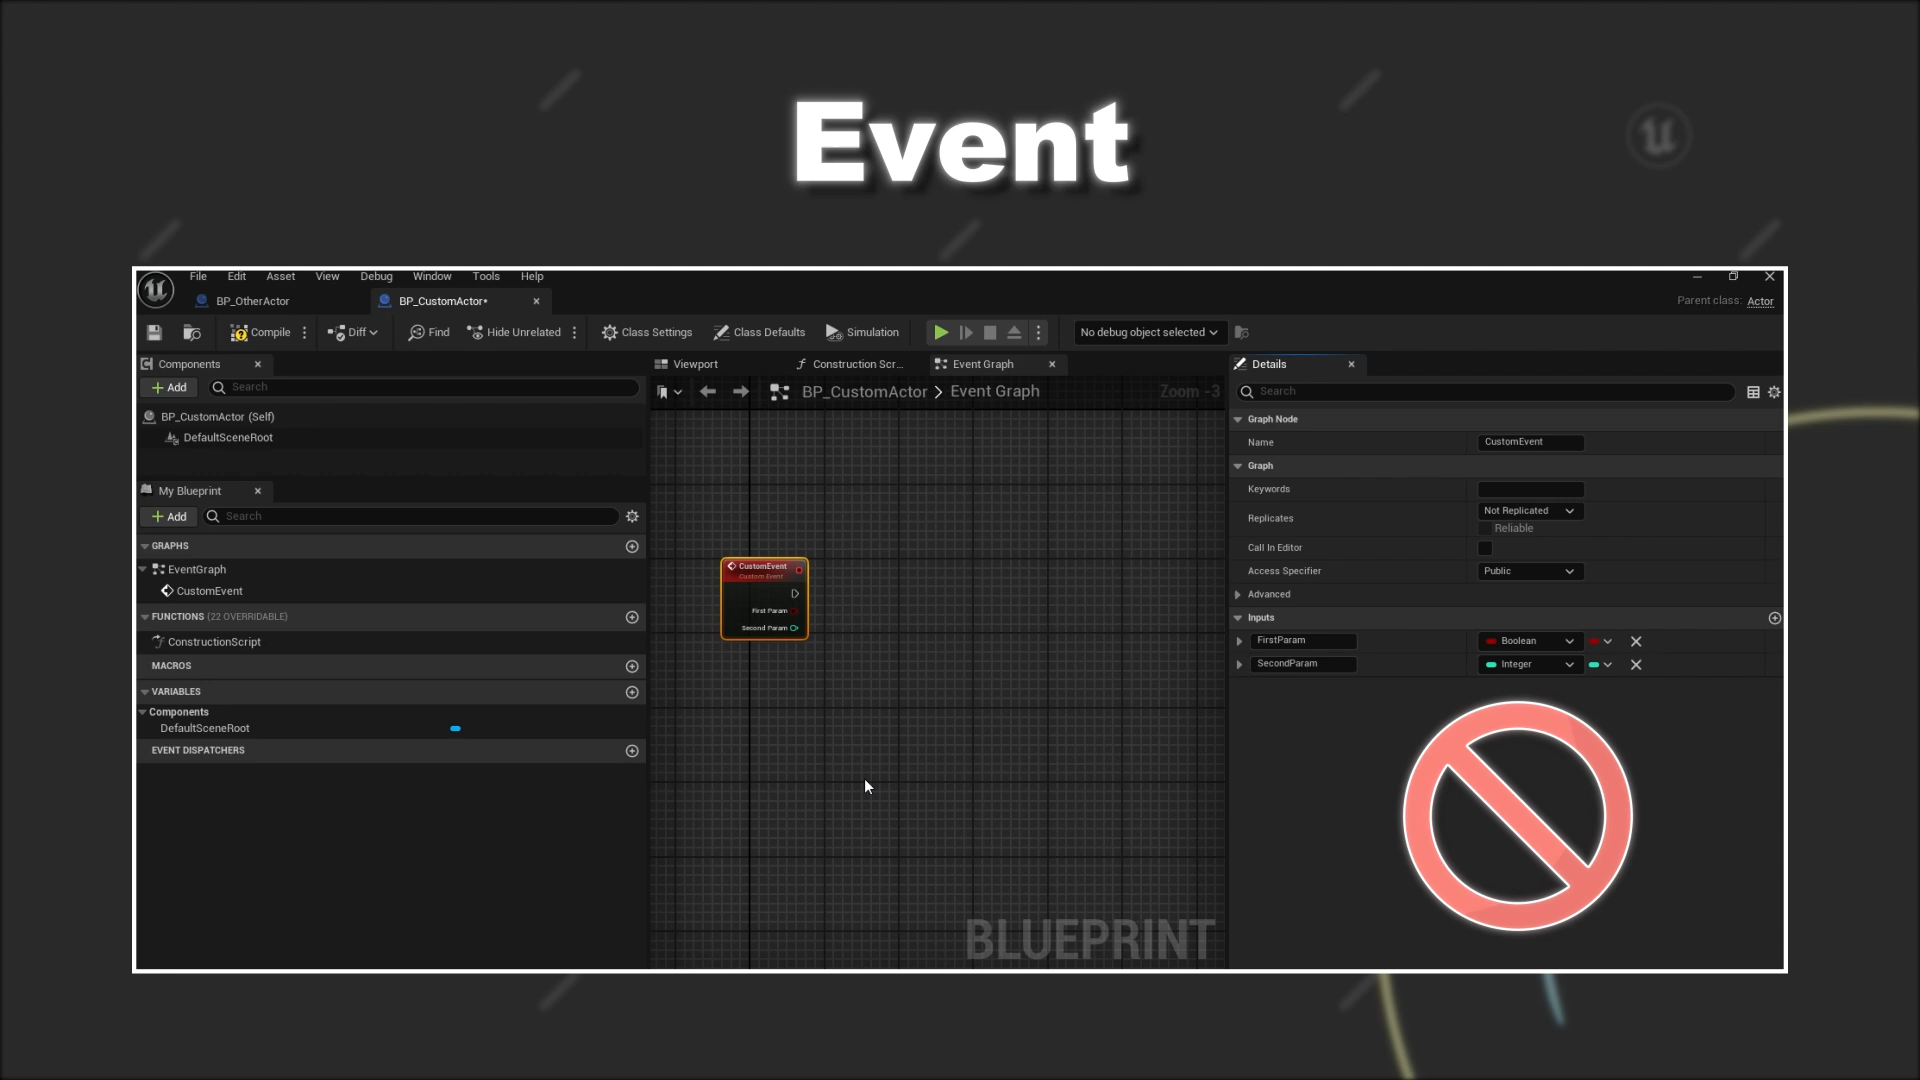 Event
File Edit Asset View Debug Window Tools Help
BP_OtherActor BP_CustomActor• Parent class: Actor
Compile Diff Find Hide Unrelated Class Settings Class Defaults Simulation No debug object selected
Components
Add Search
BP_CustomActor (Self)
DefaultSceneRoot
My Blueprint
Add Search
GRAPHS
EventGraph
CustomEvent
FUNCTIONS (22 OVERRIDABLE)
ConstructionScript
MACROS
VARIABLES
Components
DefaultSceneRoot
EVENT DISPATCHERS
Viewport Construction Scr... Event Graph
BP_CustomActor > Event Graph Zoom -3
CustomEvent
Custom Event
First Param
Second Param
BLUEPRINT
Details
Search
Graph Node
Name CustomEvent
Graph
Keywords
Replicates Not Replicated
Reliable
Call In Editor
Access Specifier Public
Advanced
Inputs
FirstParam Boolean
SecondParam Integer